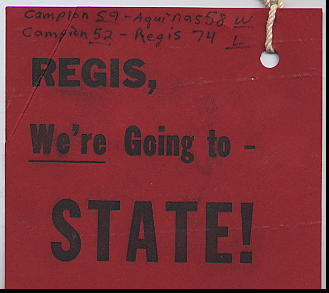 Campion 59 - Aquinas 58 W
Campion 52 - Regis 74 L
REGIS,
We're Going to -
STATE!